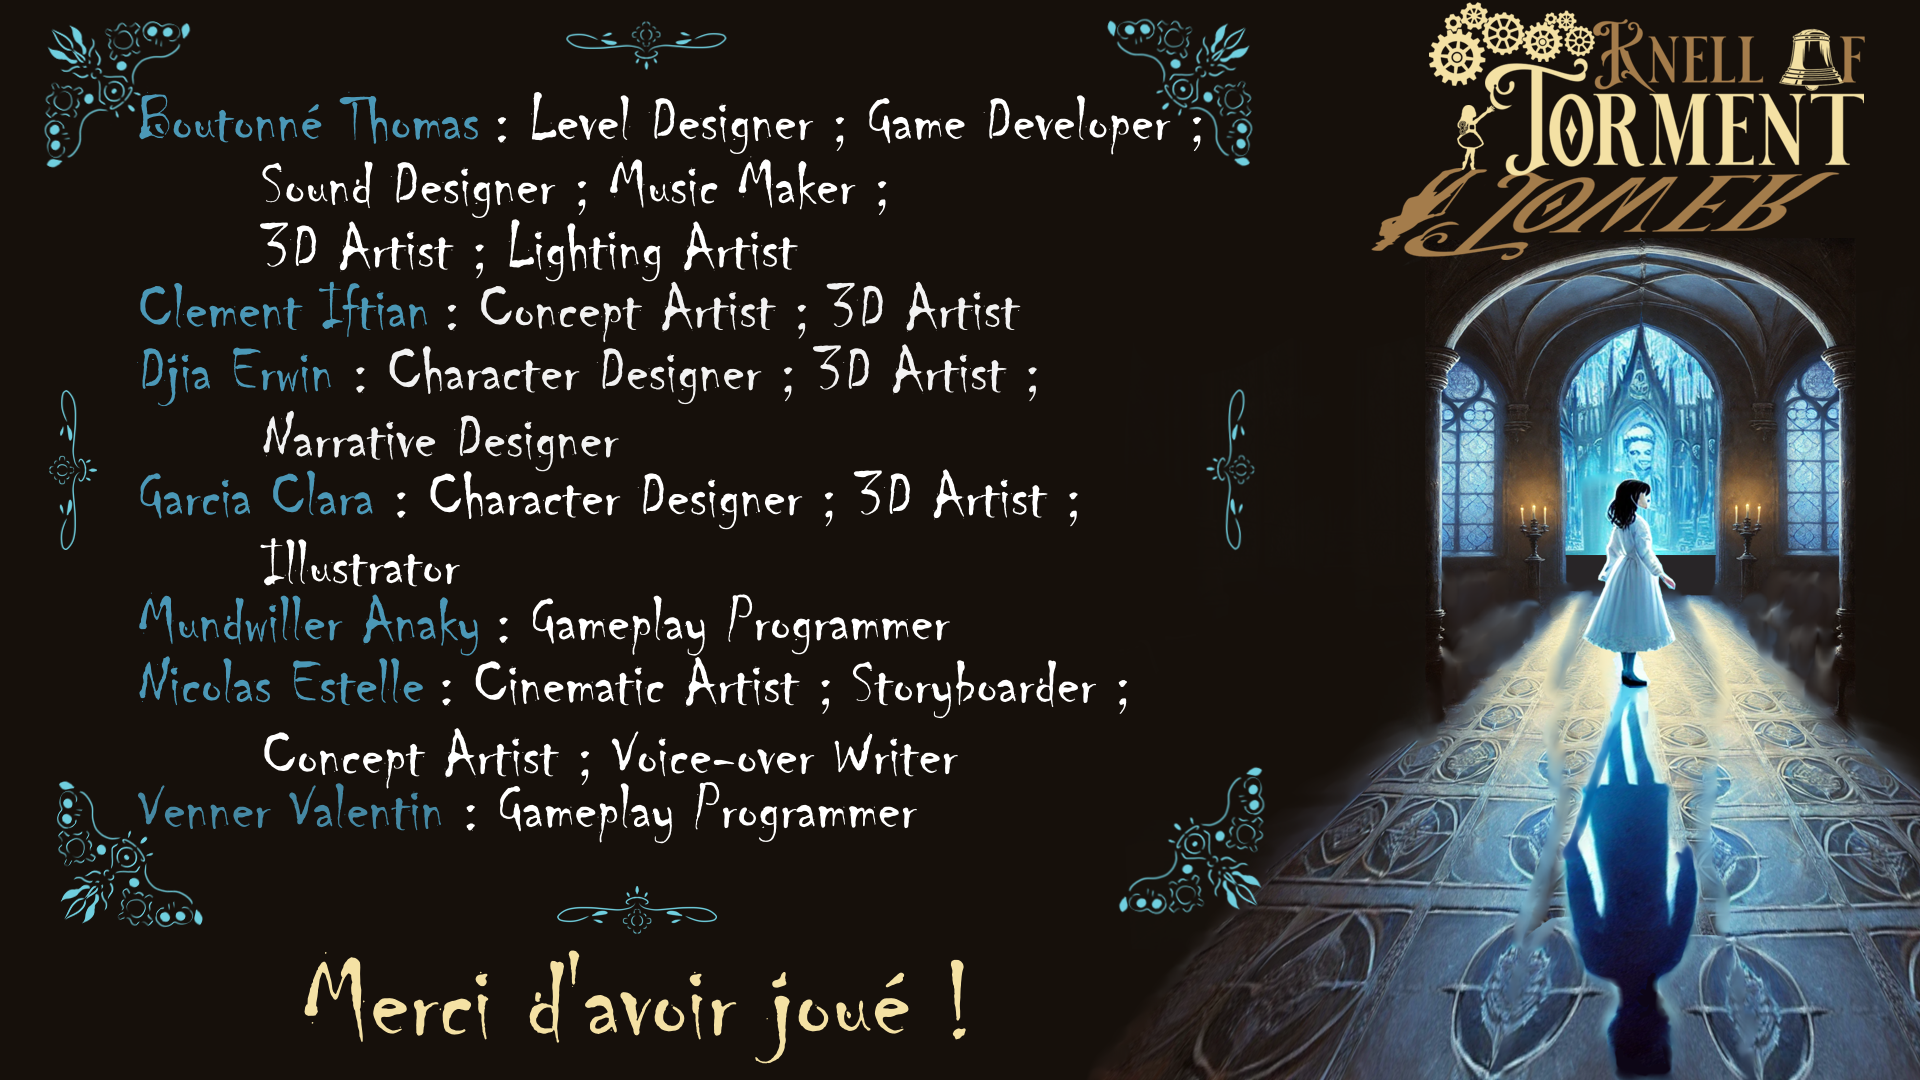 Boutonné Thomas : Level Designer ; Game Developer ;
Sound Designer ; Music Maker ;
3D Artist ; Lighting Artist
Clement Iftian : Concept Artist ; 3D Artist
Djia Erwin : Character Designer ; 3D Artist ;
Narrative Designer
Garcia Clara : Character Designer ; 3D Artist ;
Illustrator
Mundwiller Anaky : Gameplay Programmer
Nicolas Estelle : Cinematic Artist ; Storyboarder ;
Concept Artist ; Voice-over Writer
Venner Valentin : Gameplay Programmer
Merci d'avoir joué !
KNELL OF
TORMENT